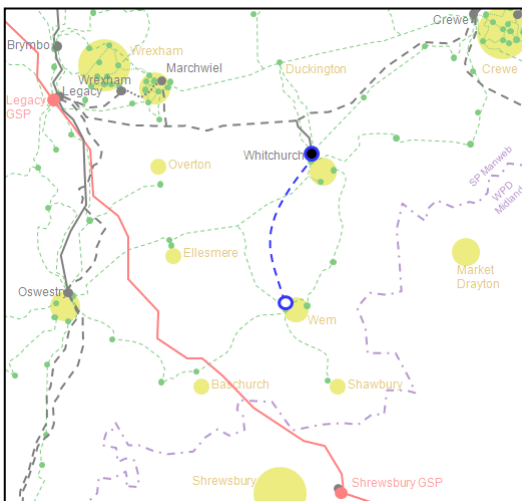 Crewe
Brymbo
Wrexham
Marchwiel
Duckington
Crewe
Wrexham
Legacy
Legacy
GSP
Whitchurch
Overton
SP Manweb
WPD
Midland
Ellesmere
Market
Drayton
Oswestry
Wem
Baschurch
Shawbury
Shrewsbury
Shrewsbury GSP